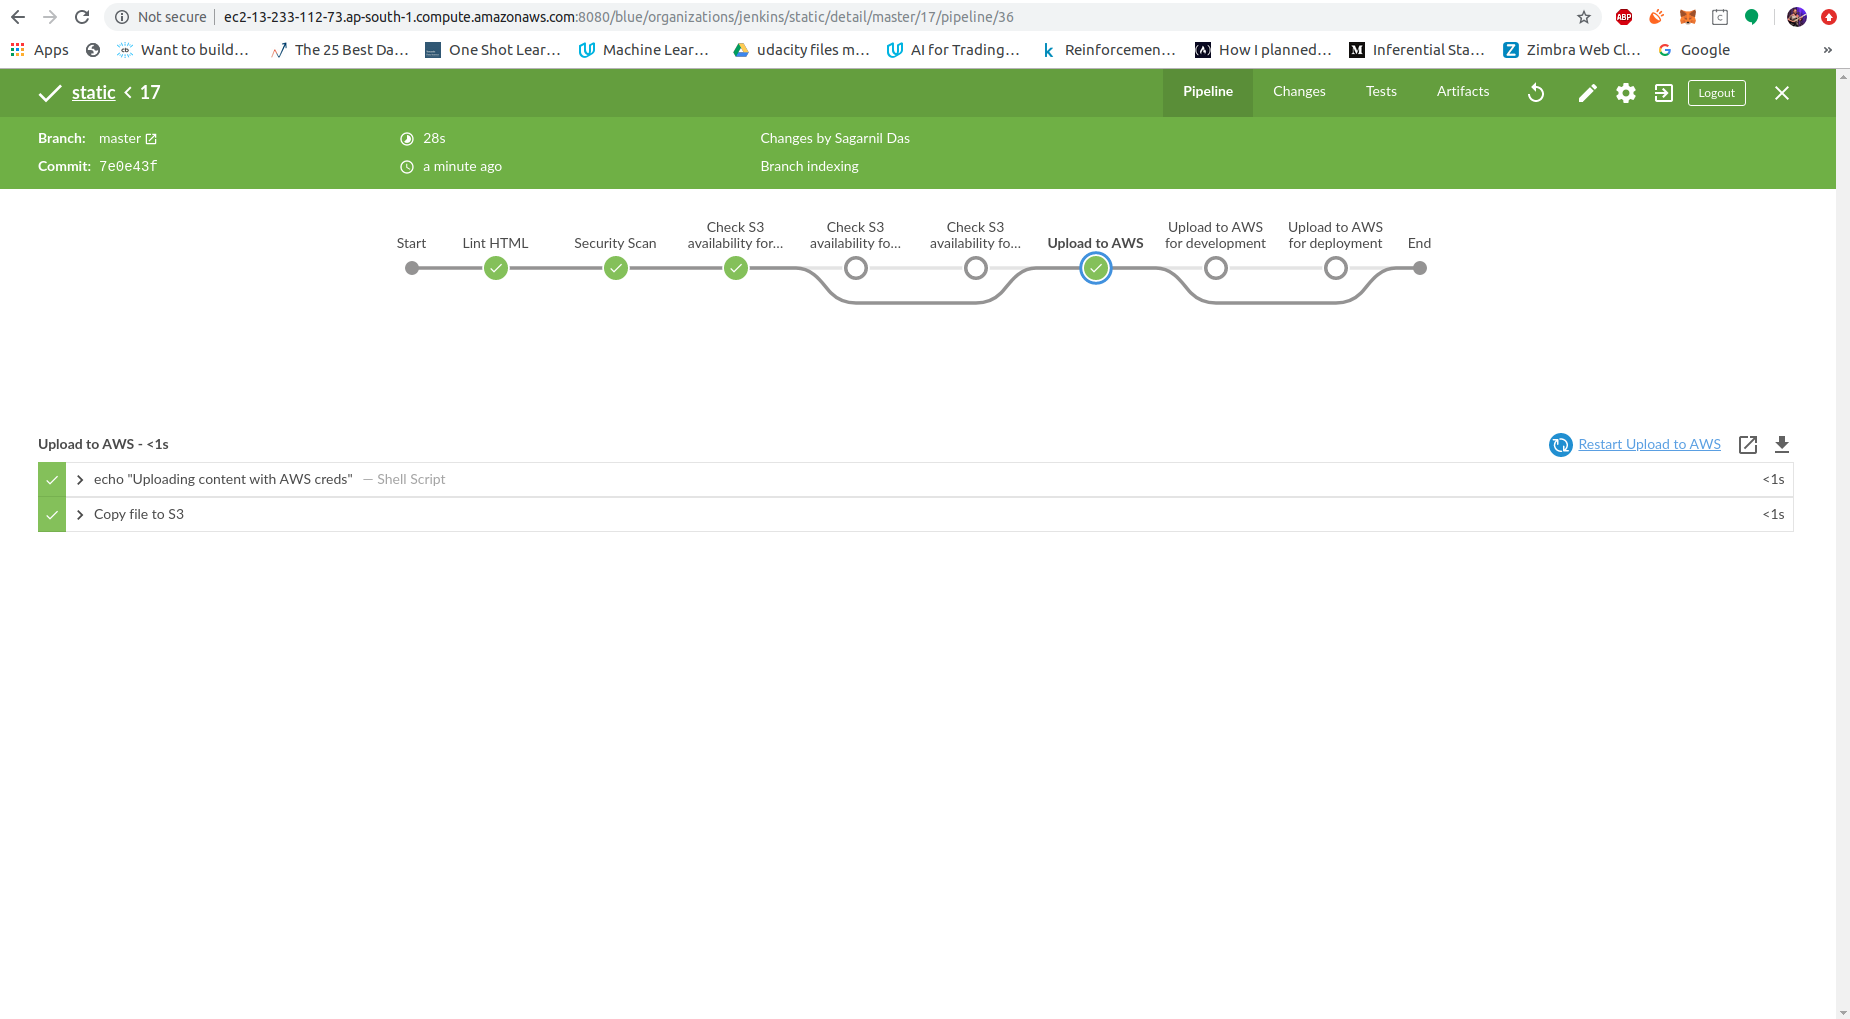 Not secure | ec2-13-233-112-73.ap-south-1.compute.amazonaws.com:8080/blue/organizations/jenkins/static/detail/master/17/pipeline/36
Apps Want to build… The 25 Best Da… One Shot Lear… Machine Lear… udacity files m… AI for Trading… Reinforcemen… How I planned… Inferential Sta… Zimbra Web Cl… Google »
static < 17 Pipeline Changes Tests Artifacts Logout
Branch: master 28s Changes by Sagarnil Das
Commit: 7e0e43f a minute ago Branch indexing
Start Lint HTML Security Scan Check S3 availability for… Check S3 availability fo… Check S3 availability fo… Upload to AWS Upload to AWS for development Upload to AWS for deployment End
Upload to AWS - <1s Restart Upload to AWS
echo "Uploading content with AWS creds" — Shell Script <1s
Copy file to S3 <1s